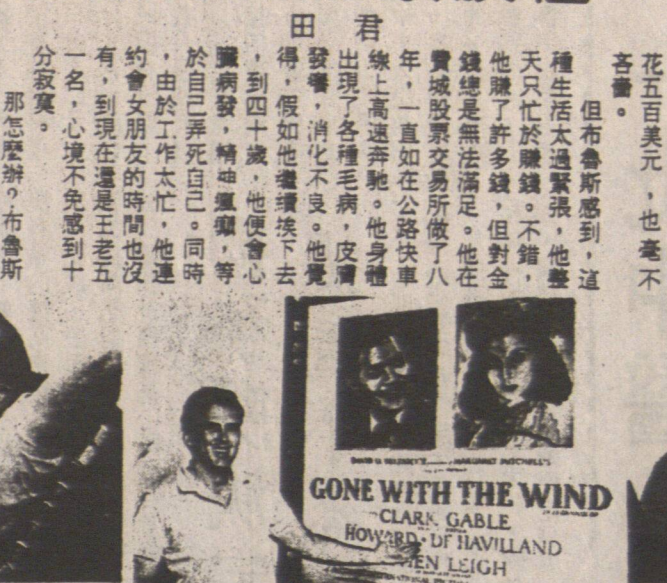 田 君
花五百美元，也毫不
吝嗇。
但布魯斯感到，這
種生活太過緊張，他整
天只忙於賺錢。不錯，
他賺了許多錢，但對金
錢總是無法滿足。他在
費城股票交易所做了八
年，一直如在公路快車
線上高速奔馳。他身體
出現了各種毛病，皮膚
發癢，消化不良。他覺
得，假如他繼續挨下去
，到四十歲，他便會心
臟病發，精神瘋癲，等
於自己弄死自己。同時
，由於工作太忙，他連
約會女朋友的時間也沒
有，到現在還是王老五
一名，心境不免感到十
分寂寞。
那怎麼辦？布魯斯
MARGARET MITCHELL'S
GONE WITH THE WIND
CLARK GABLE
HOWARD · DE HAVILLAND
LEIGH